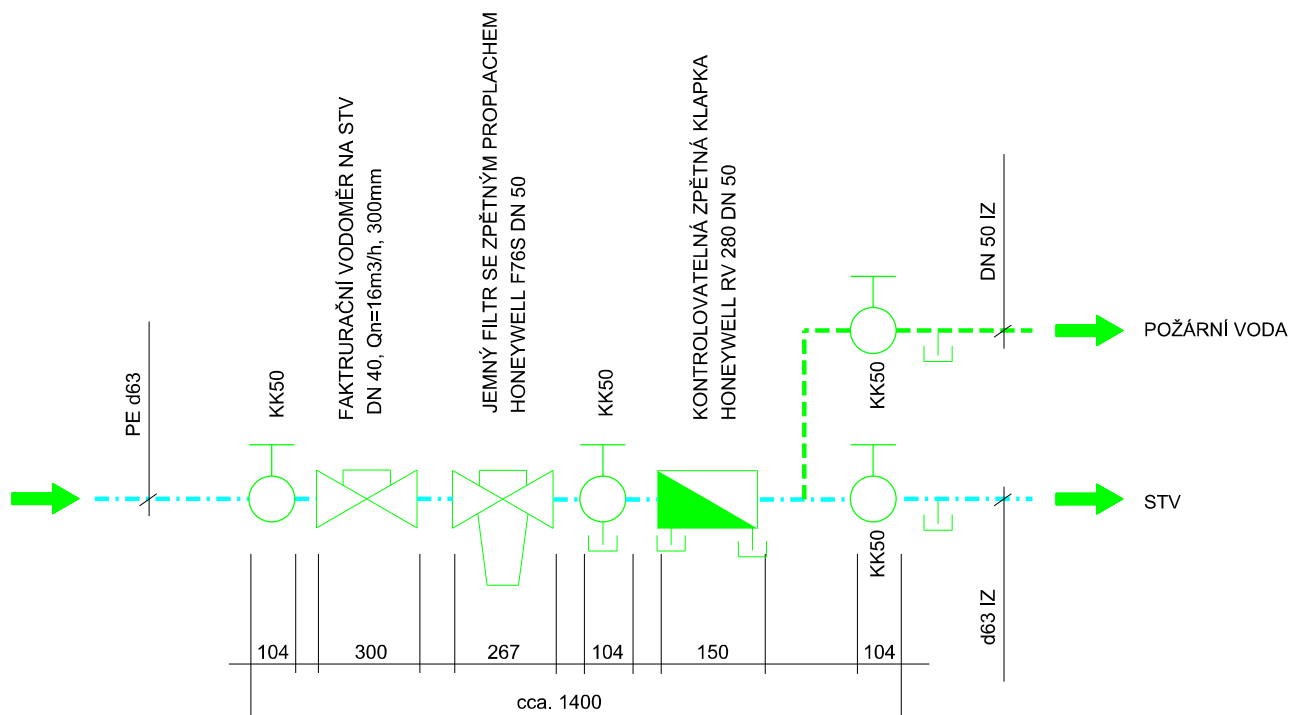 PE d63
KK50
FAKTRURAČNÍ VODOMĚR NA STV
DN 40, Qn=16m3/h, 300mm
JEMNÝ FILTR SE ZPĚTNÝM PROPLACHEM
HONEYWELL F76S DN 50
KK50
KONTROLOVATELNÁ ZPĚTNÁ KLAPKA
HONEYWELL RV 280 DN 50
KK50
DN 50 IZ
POŽÁRNÍ VODA
STV
KK50
d63 IZ
104
300
267
104
150
104
cca. 1400